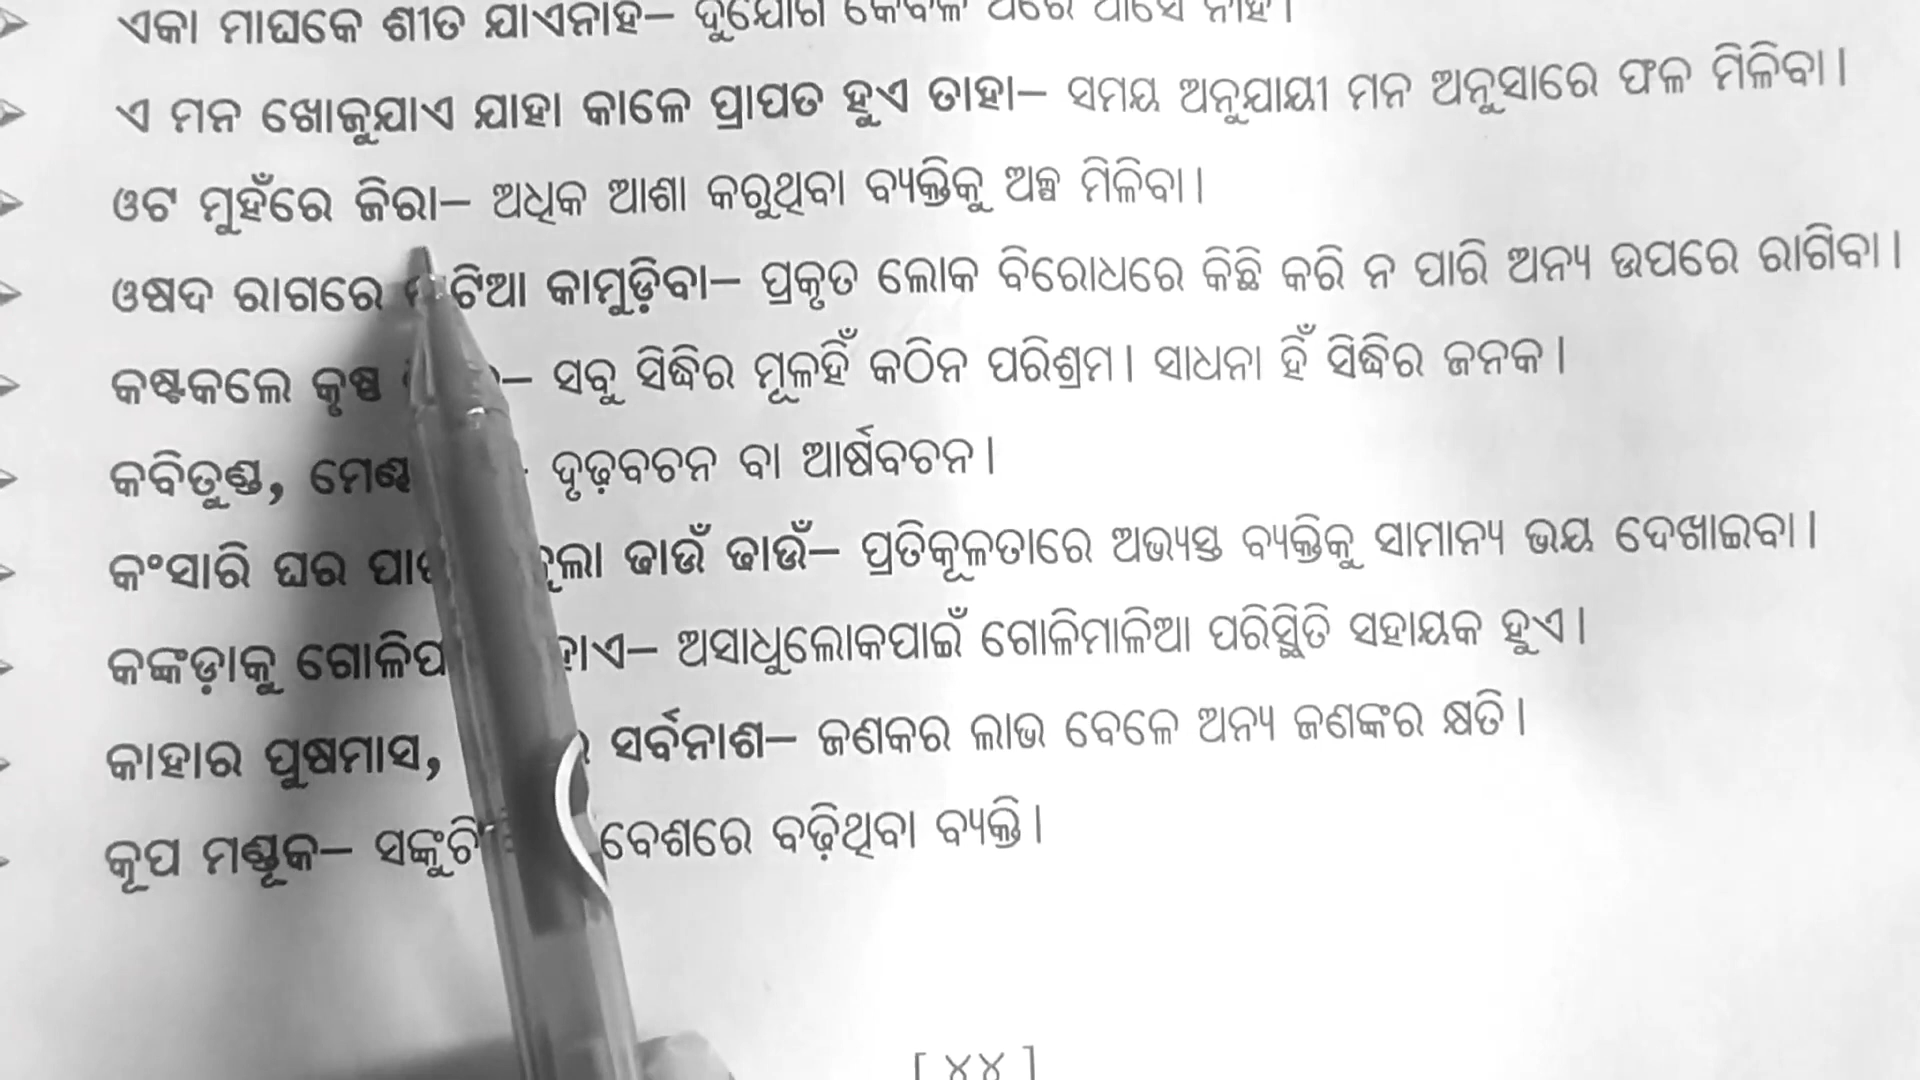 ଏକା ମାଘକେ ଶୀତ ଯାଏନାହି– ଦୁଯୋଗ କେବଳ ଥରେ ଆସେ ନାହିଁ।
ଏ ମନ ଖୋଜୁଯାଏ ଯାହା କାଳେ ପ୍ରାପତ ହୁଏ ତାହା– ସମୟ ଅନୁଯାୟୀ ମନ ଅନୁସାରେ ଫଳ ମିଳିବା।
ଓଟ ମୁହଁରେ ଜିରା– ଅଧିକ ଆଶା କରୁଥିବା ବ୍ୟକ୍ତିକୁ ଅଳ୍ପ ମିଳିବା।
ଓଷଦ ରାଗରେ କାମୁଡ଼ିବା– ପ୍ରକୃତ ଲୋକ ବିରୋଧରେ କିଛି କରି ନ ପାରି ଅନ୍ୟ ଉପରେ ରାଗିବା।
କଷ୍ଟକଲେ କୃଷ୍ଣ – ସବୁ ସିଦ୍ଧିର ମୂଳହିଁ କଠିନ ପରିଶ୍ରମ। ସାଧନା ହିଁ ସିଦ୍ଧିର ଜନକ।
କବିତୁଣ୍ଡ, ଦୃଢ଼ବଚନ ବା ଆର୍ଷବଚନ।
କଂସାରି ଘର ଢାଉଁ ଢାଉଁ– ପ୍ରତିକୂଳତାରେ ଅଭ୍ୟସ୍ତ ବ୍ୟକ୍ତିକୁ ସାମାନ୍ୟ ଭୟ ଦେଖାଇବା।
କଙ୍କଡ଼ାକୁ – ଅସାଧୁଲୋକପାଇଁ ଗୋଳିମାଳିଆ ପରିସ୍ଥିତି ସହାୟକ ହୁଏ।
କାହାର ପୁଷମାସ, ସର୍ବନାଶ– ଜଣକର ଲାଭ ବେଳେ ଅନ୍ୟ ଜଣଙ୍କର କ୍ଷତି।
କୂପ ମଣ୍ଡୂକ– ବଢ଼ିଥିବା ବ୍ୟକ୍ତି।
[ ୪୪ ]